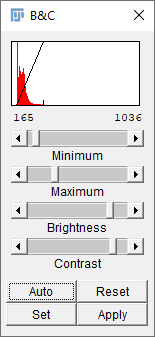 B&C
165 1036
Minimum
Maximum
Brightness
Contrast
Auto Reset
Set Apply